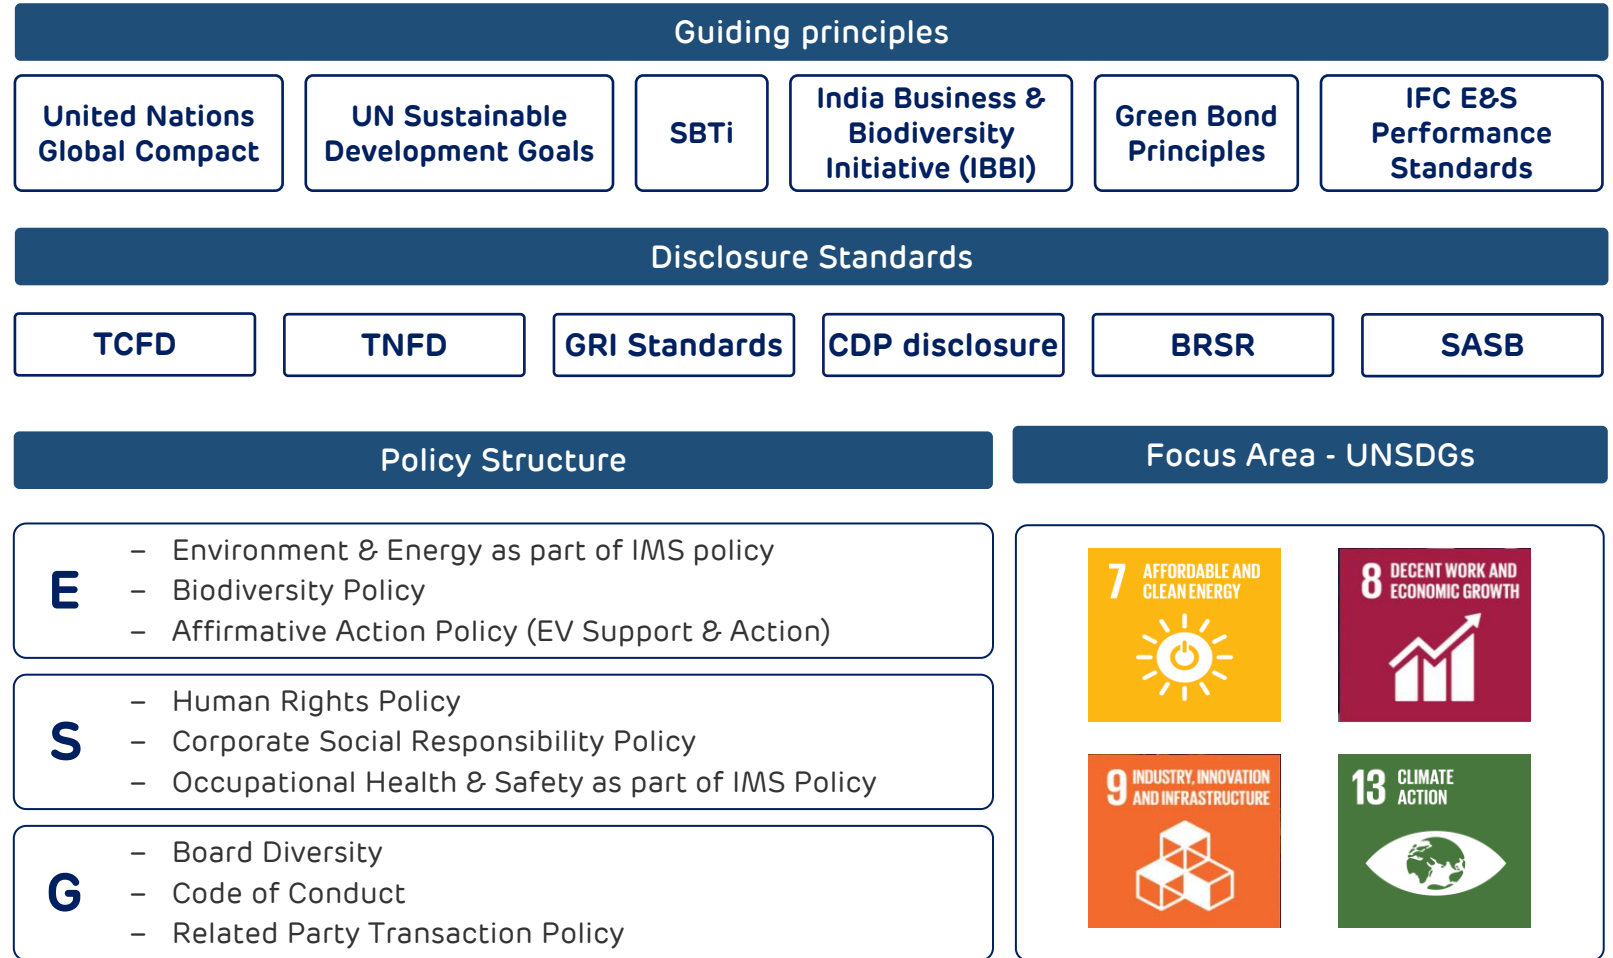 Guiding principles
United Nations
Global Compact
UN Sustainable
Development Goals
SBTi
India Business &
Biodiversity
Initiative (IBBI)
Green Bond
Principles
IFC E&S
Performance
Standards
Disclosure Standards
TCFD
TNFD
GRI Standards
CDP disclosure
BRSR
SASB
Policy Structure
E
– Environment & Energy as part of IMS policy
– Biodiversity Policy
– Affirmative Action Policy (EV Support & Action)
S
– Human Rights Policy
– Corporate Social Responsibility Policy
– Occupational Health & Safety as part of IMS Policy
G
– Board Diversity
– Code of Conduct
– Related Party Transaction Policy
Focus Area - UNSDGs
7 AFFORDABLE AND
CLEAN ENERGY
8 DECENT WORK AND
ECONOMIC GROWTH
9 INDUSTRY, INNOVATION
AND INFRASTRUCTURE
13 CLIMATE
ACTION